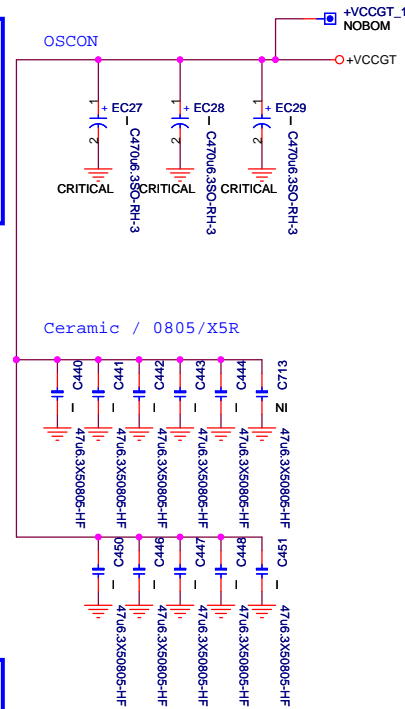 +VCCGT_1
NOBOM
OSCON
+VCCGT
1
+ EC27
I
C470u6.3SO-RH-3
2
CRITICAL
1
+ EC28
I
C470u6.3SO-RH-3
2
CRITICAL
1
+ EC29
I
C470u6.3SO-RH-3
2
CRITICAL
Ceramic / 0805/X5R
C440
I
47u6.3X50805-HF
C441
I
47u6.3X50805-HF
C442
I
47u6.3X50805-HF
C443
I
47u6.3X50805-HF
C444
I
47u6.3X50805-HF
C713
NI
47u6.3X50805-HF
C450
I
47u6.3X50805-HF
C446
I
47u6.3X50805-HF
C447
I
47u6.3X50805-HF
C448
I
47u6.3X50805-HF
C451
I
47u6.3X50805-HF